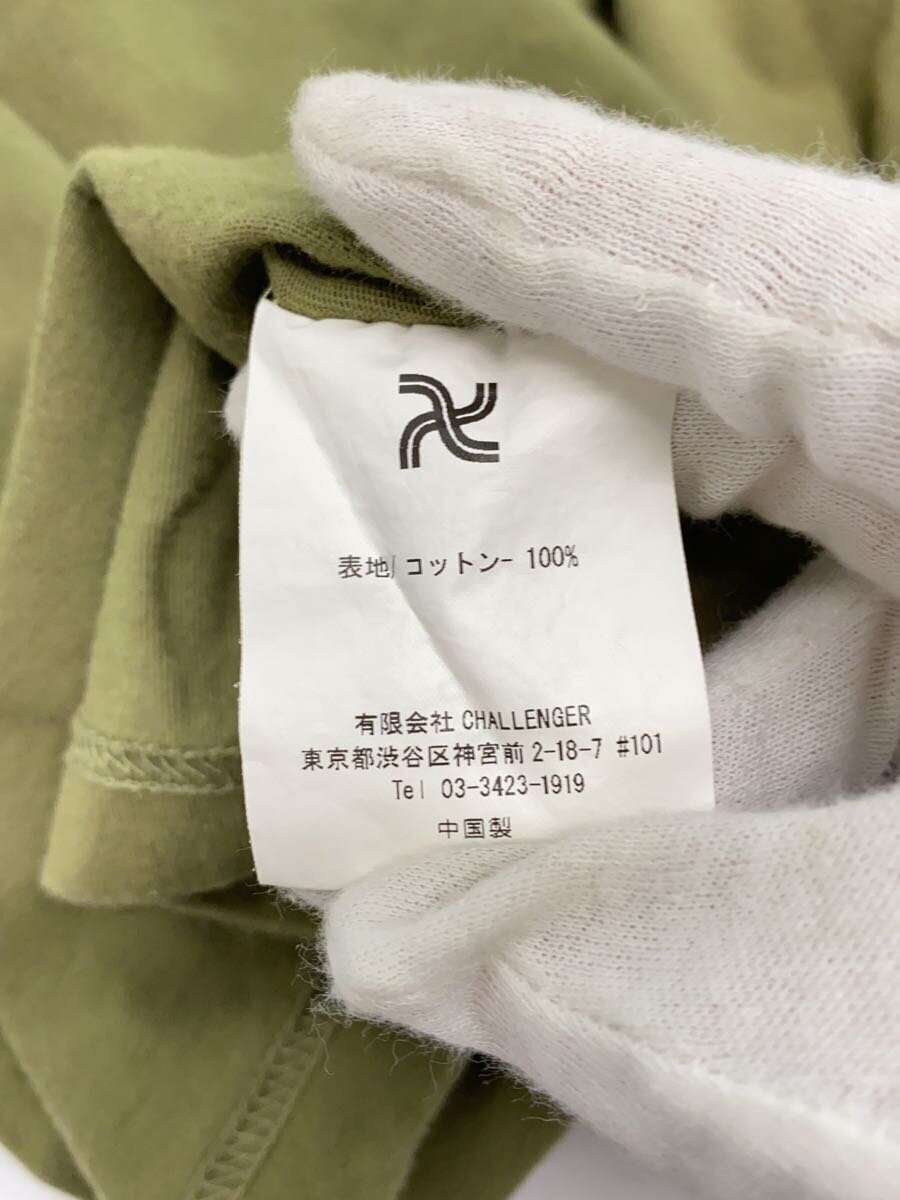 表地/ コットン- 100%
有限会社 CHALLENGER
東京都渋谷区神宮前 2-18-7 #101
Tel 03-3423-1919
中国製